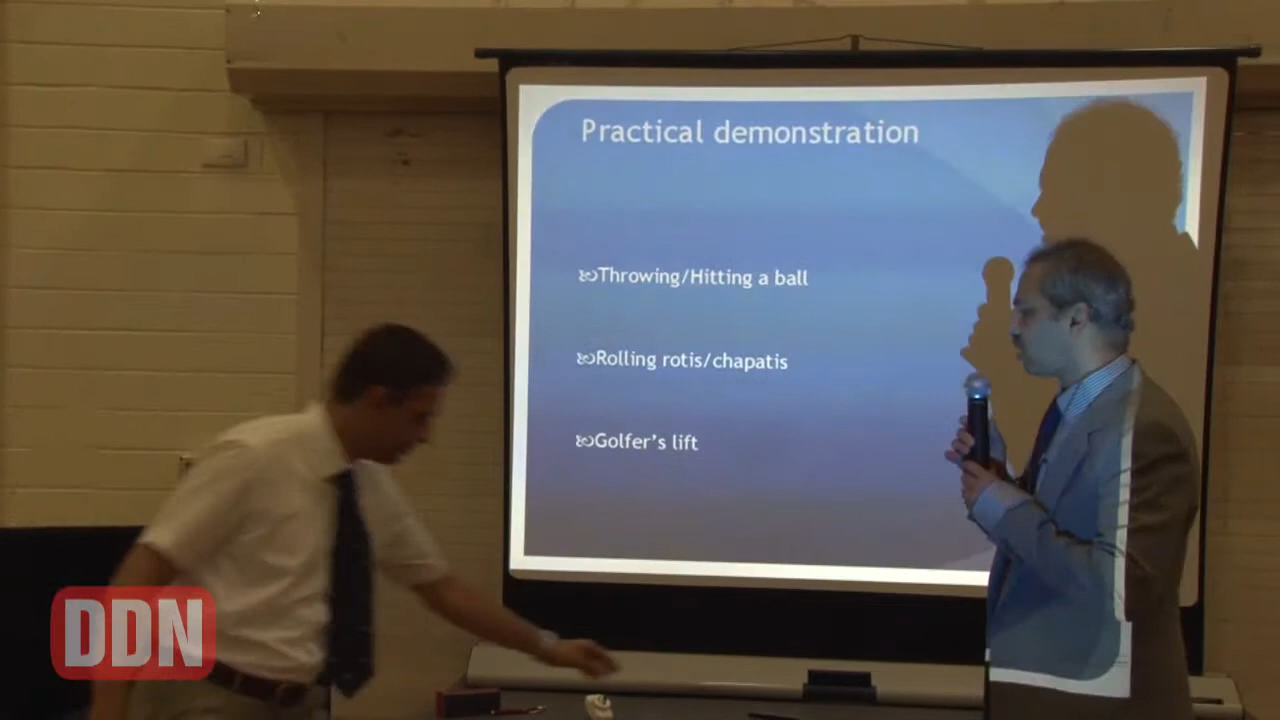 Practical demonstration
Throwing/Hitting a ball
Rolling rotis/chapatis
Golfer's lift
DDN